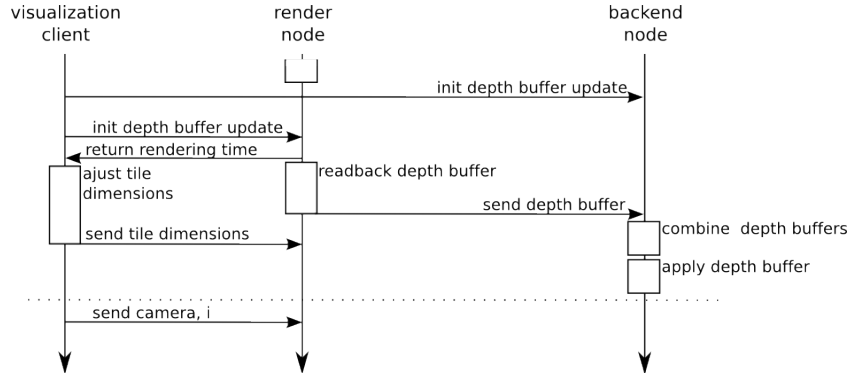 visualization
client
render
node
backend
node
init depth buffer update
init depth buffer update
return rendering time
ajust tile
dimensions
readback depth buffer
send depth buffer
send tile dimensions
combine depth buffers
apply depth buffer
send camera, i